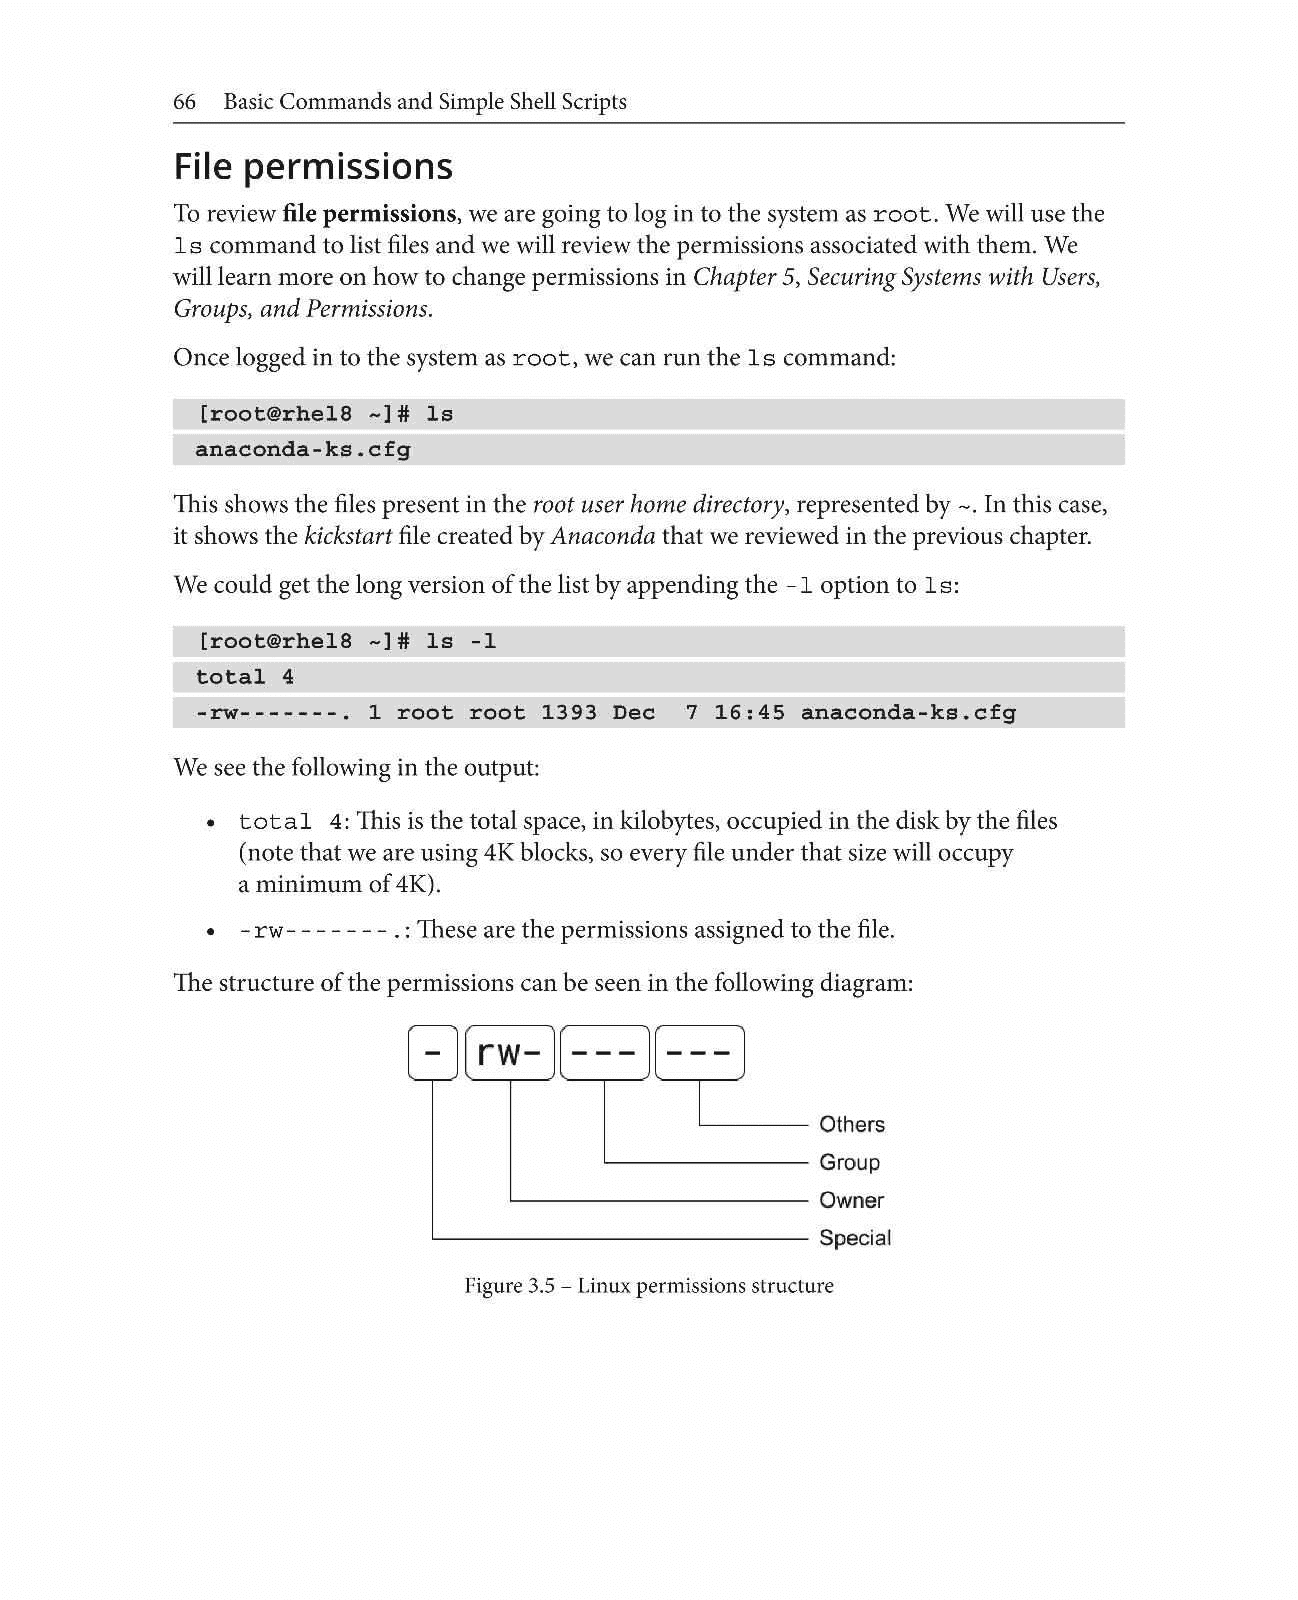 66 Basic Commands and Simple Shell Scripts
File permissions
To review file permissions, we are going to log in to the system as root. We will use the
ls command to list files and we will review the permissions associated with them. We
will learn more on how to change permissions in Chapter 5, Securing Systems with Users,
Groups, and Permissions.
Once logged in to the system as root, we can run the ls command:
[root@rhel8 ~]# ls
anaconda-ks.cfg
This shows the files present in the root user home directory, represented by ~. In this case,
it shows the kickstart file created by Anaconda that we reviewed in the previous chapter.
We could get the long version of the list by appending the -l option to ls:
[root@rhel8 ~]# ls -l
total 4
-rw-------. 1 root root 1393 Dec  7 16:45 anaconda-ks.cfg
We see the following in the output:
• total 4: This is the total space, in kilobytes, occupied in the disk by the files
(note that we are using 4K blocks, so every file under that size will occupy
a minimum of 4K).
• -rw-------.: These are the permissions assigned to the file.
The structure of the permissions can be seen in the following diagram:
- rw- --- ---
Others
Group
Owner
Special
Figure 3.5 – Linux permissions structure